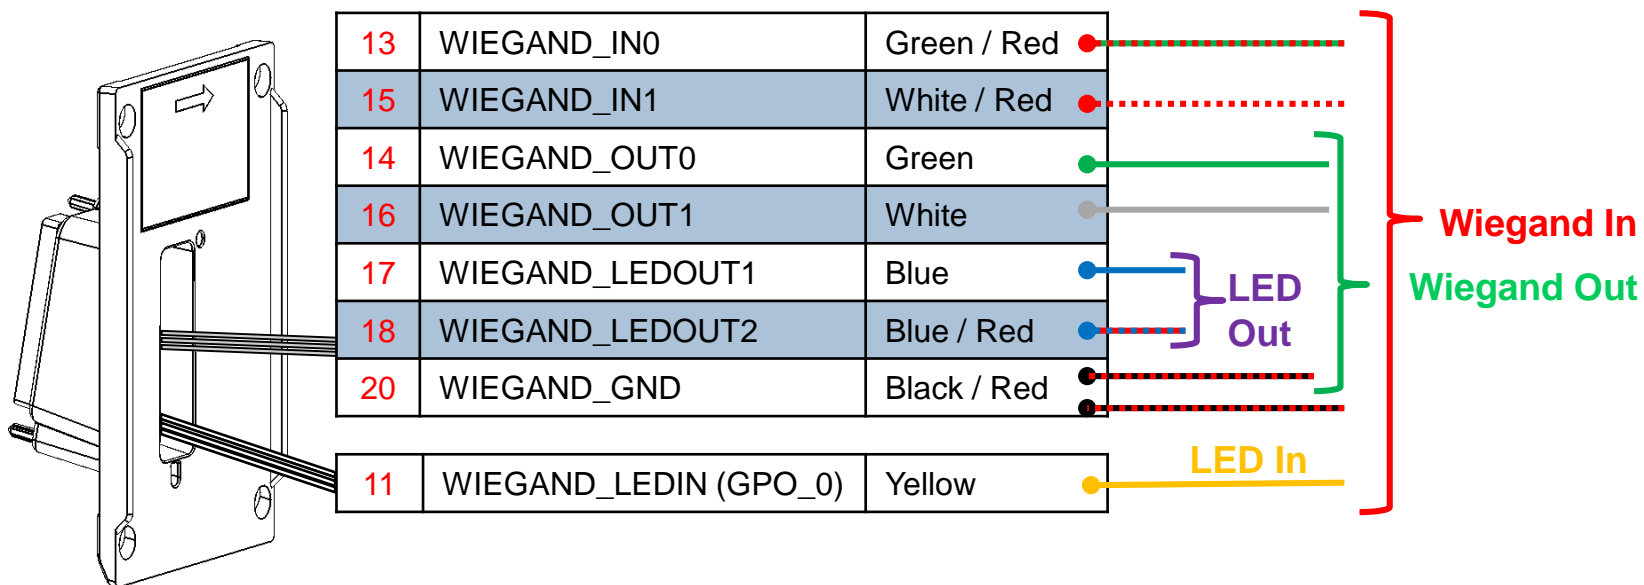 13 WIEGAND_IN0 Green / Red
15 WIEGAND_IN1 White / Red
14 WIEGAND_OUT0 Green
16 WIEGAND_OUT1 White
17 WIEGAND_LEDOUT1 Blue
18 WIEGAND_LEDOUT2 Blue / Red
20 WIEGAND_GND Black / Red
11 WIEGAND_LEDIN (GPO_0) Yellow
LED
Out
LED In
Wiegand In
Wiegand Out